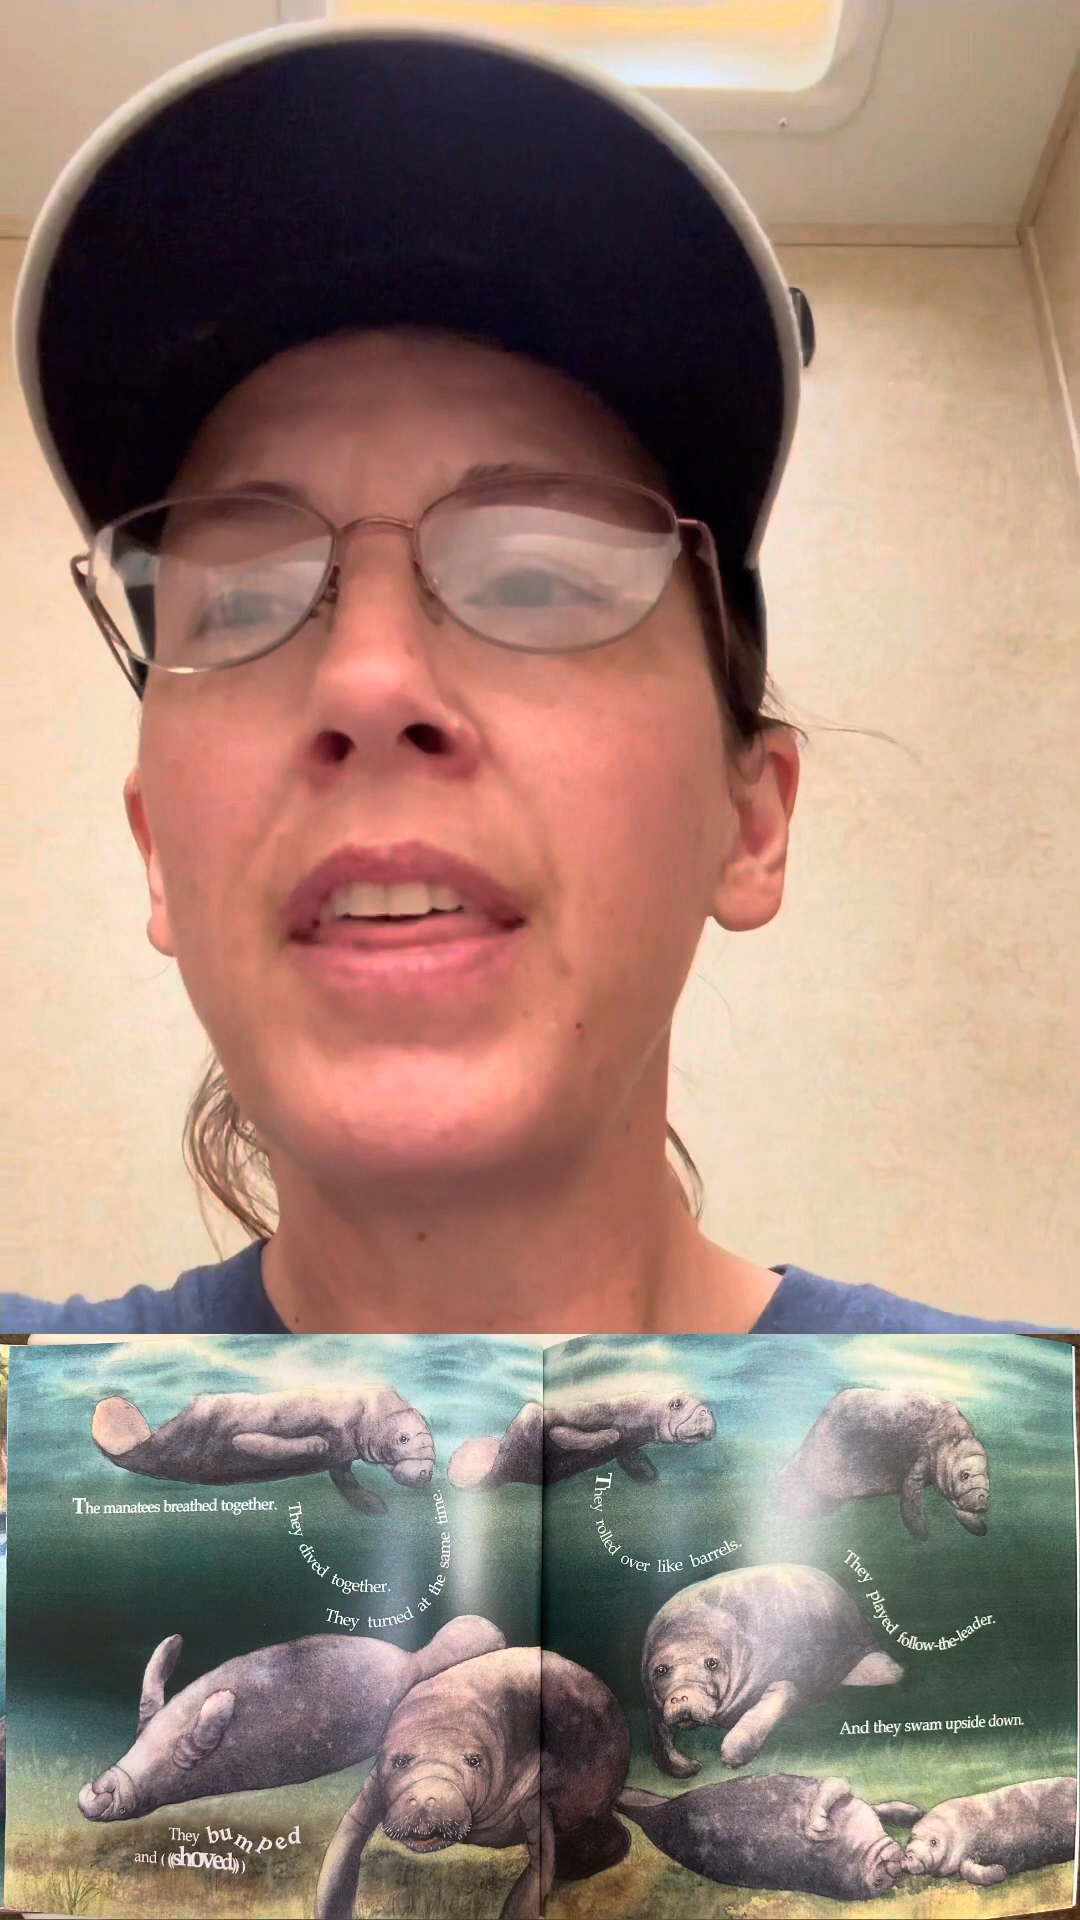 The manatees breathed together.
They dived together.
They turned at the same time.
They bumped
and ((shoved))
They rolled over like barrels.
They played follow-the-leader.
And they swam upside down.